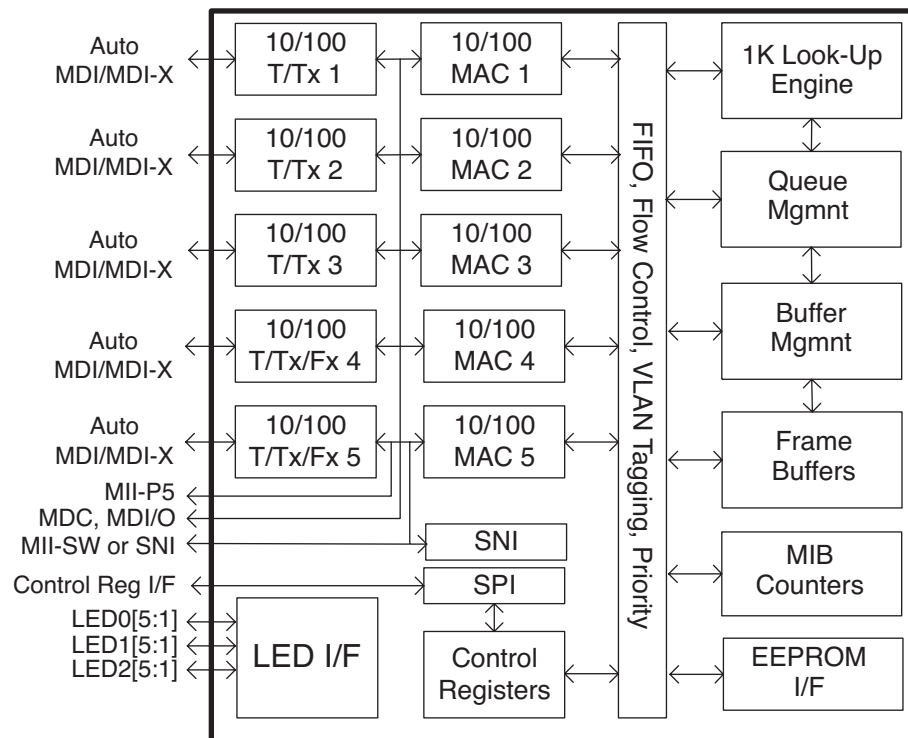 Auto
MDI/MDI-X
10/100
T/Tx 1
10/100
MAC 1
1K Look-Up
Engine
Auto
MDI/MDI-X
10/100
T/Tx 2
10/100
MAC 2
Queue
Mgmnt
Auto
MDI/MDI-X
10/100
T/Tx 3
10/100
MAC 3
Auto
MDI/MDI-X
10/100
T/Tx/Fx 4
10/100
MAC 4
Buffer
Mgmnt
Auto
MDI/MDI-X
10/100
T/Tx/Fx 5
10/100
MAC 5
Frame
Buffers
FIFO, Flow Control, VLAN Tagging, Priority
MII-P5
MDC, MDI/O
MII-SW or SNI
SNI
MIB
Counters
Control Reg I/F
SPI
LED0[5:1]
LED1[5:1]
LED2[5:1]
LED I/F
Control
Registers
EEPROM
I/F